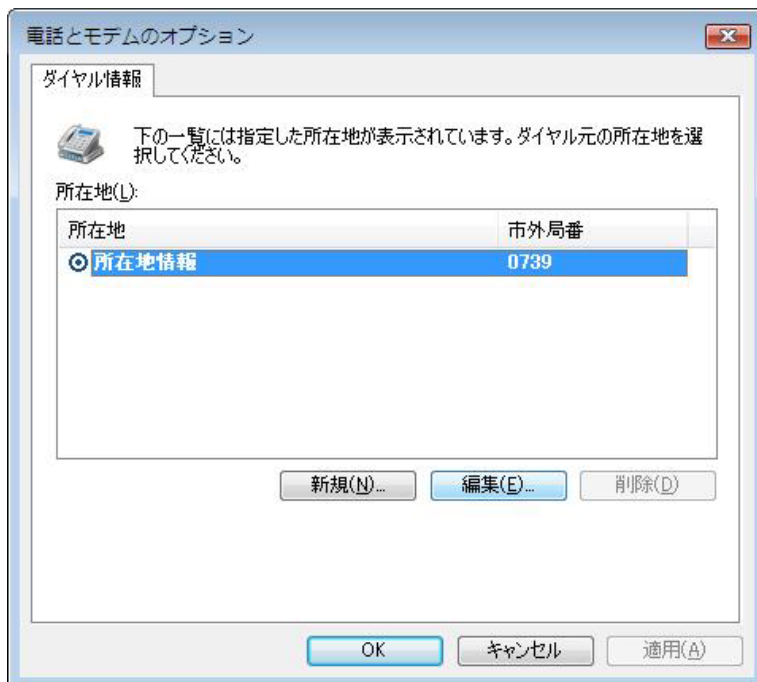 電話とモデムのオプション
ダイヤル情報
下の一覧には指定した所在地が表示されています。ダイヤル元の所在地を選
択してください。
所在地(L):
所在地 市外局番
所在地情報 0739
新規(N)... 編集(E)... 削除(D)
OK キャンセル 適用(A)